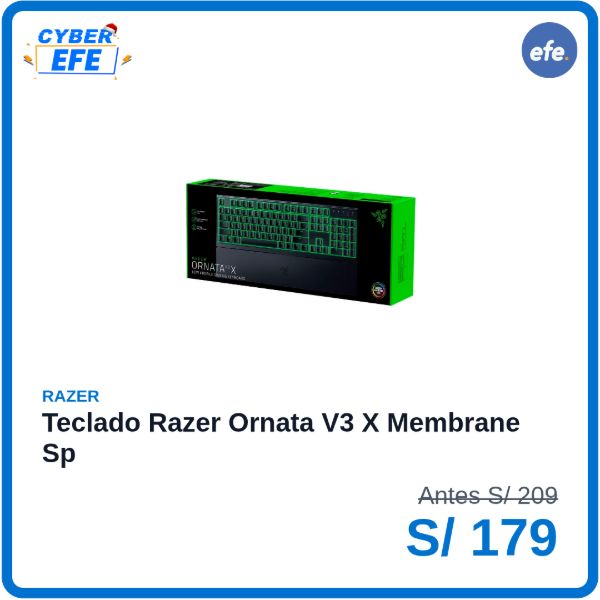 CYBER
EFE
efe.
ORNATA V3 X
RAZER
Teclado Razer Ornata V3 X Membrane
Sp
Antes S/ 209
S/ 179